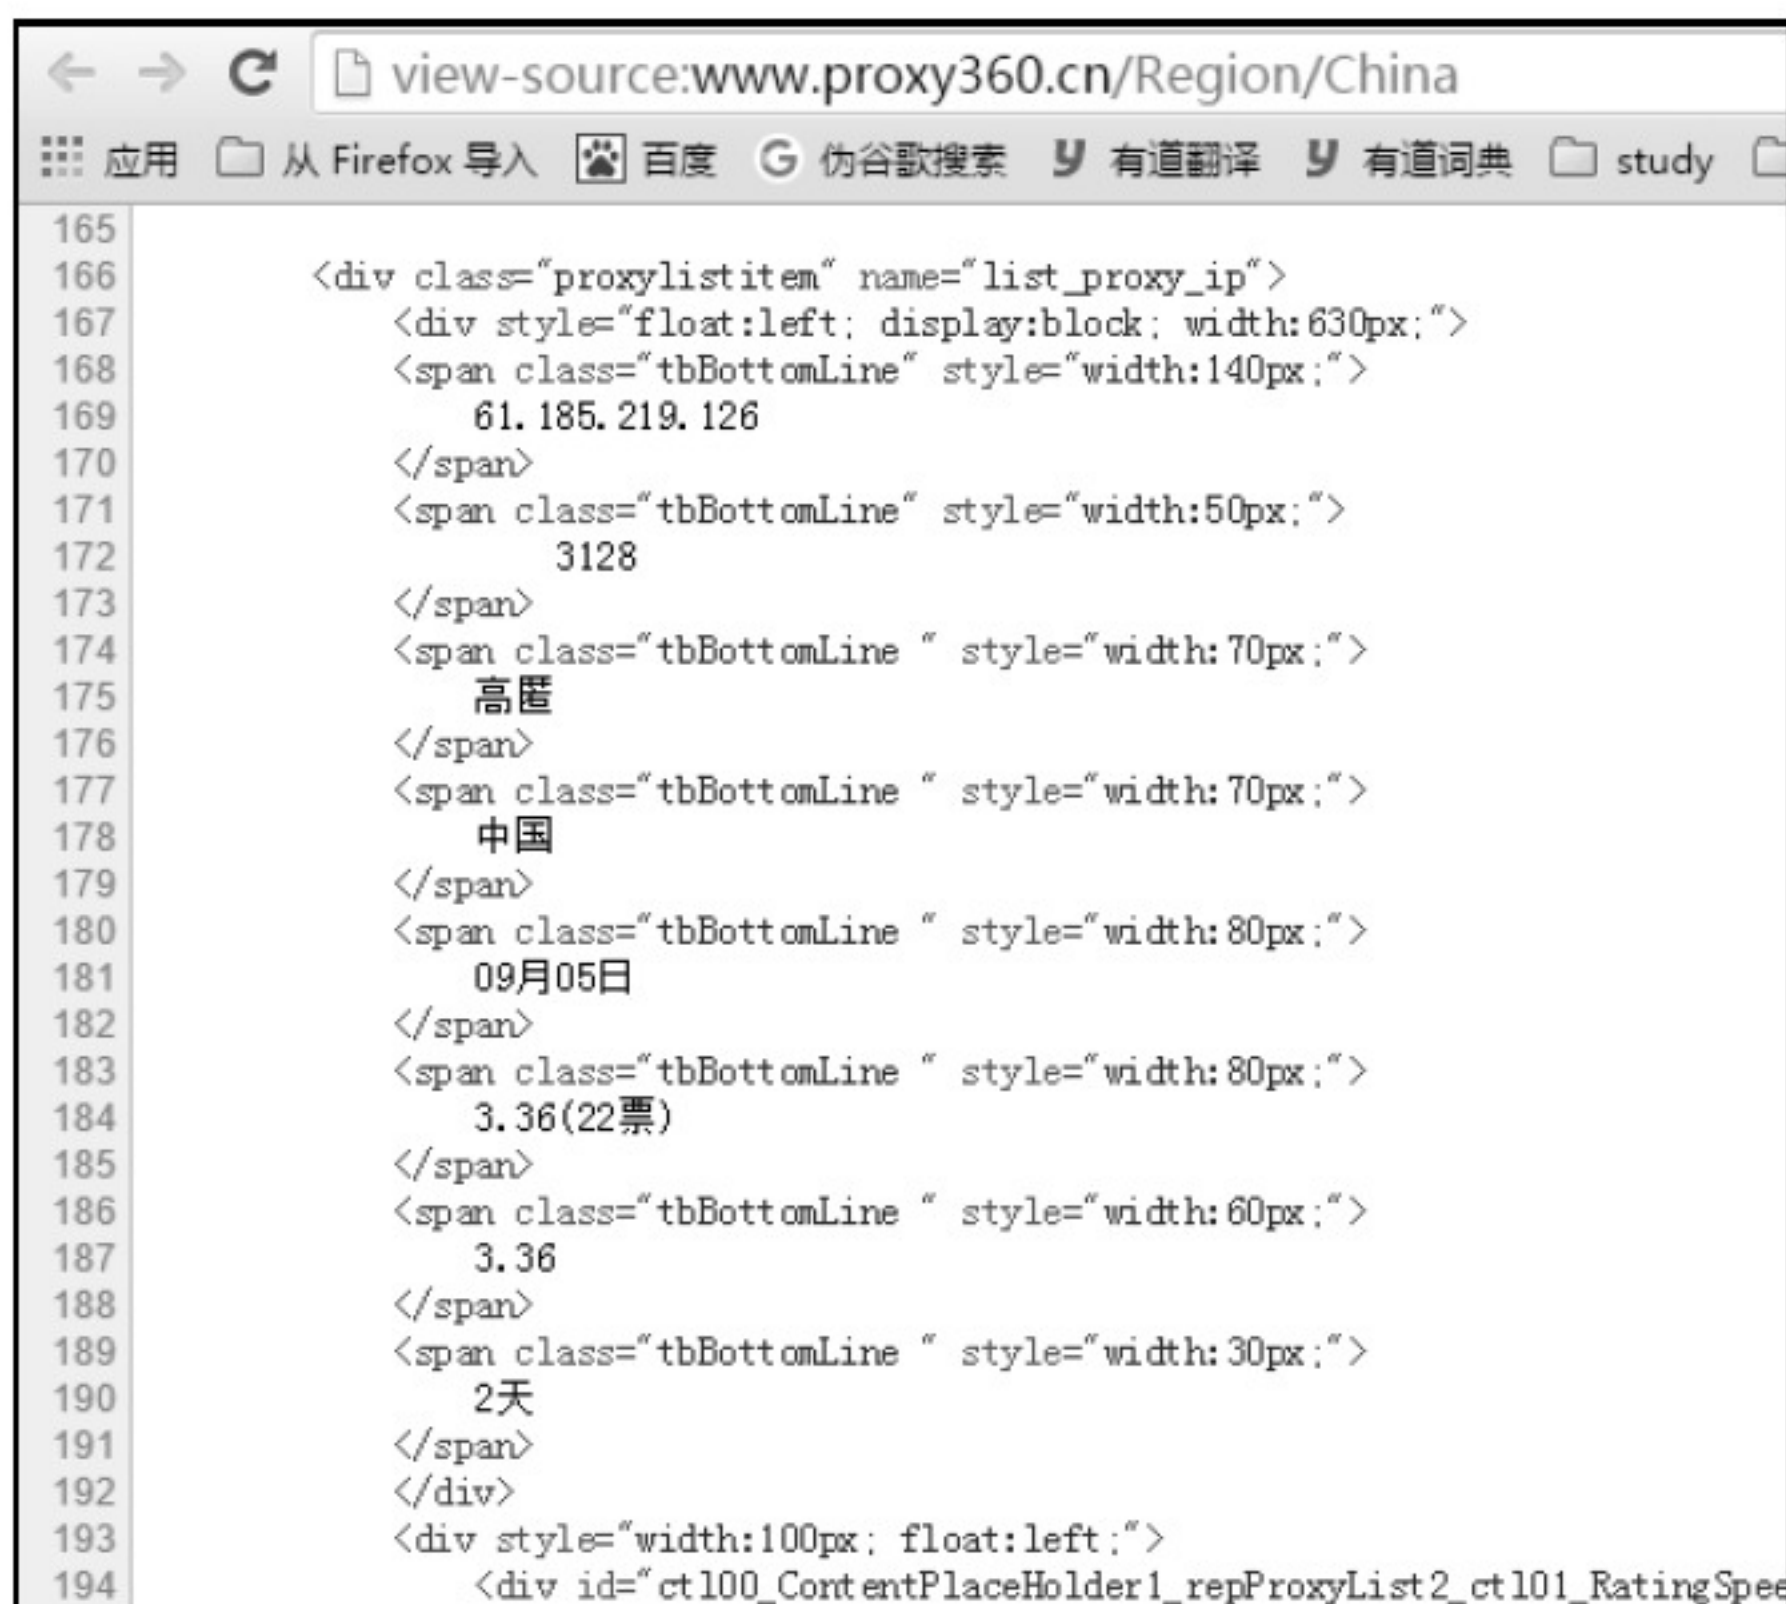 view-source:www.proxy360.cn/Region/China
应用 从 Firefox 导入 百度 G 伪谷歌搜索 y 有道翻译 y 有道词典 study
165
166 <div class="proxylistitem" name="list_proxy_ip">
167 <div style="float:left; display:block; width:630px;">
168 <span class="tbBottomLine" style="width:140px;">
169 61.185.219.126
170 </span>
171 <span class="tbBottomLine" style="width:50px;">
172 3128
173 </span>
174 <span class="tbBottomLine " style="width:70px;">
175 高匿
176 </span>
177 <span class="tbBottomLine " style="width:70px;">
178 中国
179 </span>
180 <span class="tbBottomLine " style="width:80px;">
181 09月05日
182 </span>
183 <span class="tbBottomLine " style="width:80px;">
184 3.36(22票)
185 </span>
186 <span class="tbBottomLine " style="width:60px;">
187 3.36
188 </span>
189 <span class="tbBottomLine " style="width:30px;">
190 2天
191 </span>
192 </div>
193 <div style="width:100px; float:left;">
194 <div id="ctl00_ContentPlaceHolder1_repProxyList2_ctl01_RatingSpee